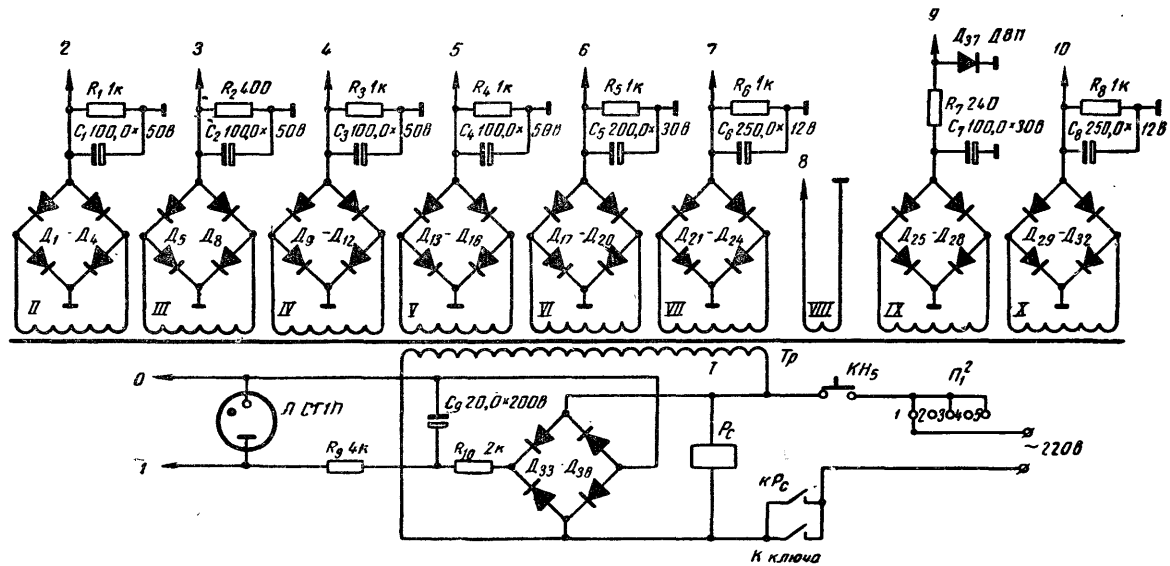 2 3 4 5 6 7 9 Д37 Д8П 10
R1 1к R2 400 R3 1к R4 1к R5 1к R6 1к R7 240 R8 1к
C1 100,0× 50В C2 100,0× 50В C3 100,0× 50В C4 100,0× 50В C5 200,0× 30В C6 250,0× 12В C7 100,0×30В C8 250,0× 12В
8
Д1 - Д4 Д5 Д8 Д9 - Д12 Д13 - Д16 Д17 - Д20 Д21 - Д24 Д25 - Д28 Д29 - Д32
II III IV V VI VII VIII IX X
I Тр
0 КН5 П1²
Л СТ1П C9 20,0×200В 1 2 3 4 5
Рс
1 R9 4к R10 2к Д33 - Д38 ~220В
кРс
К ключа